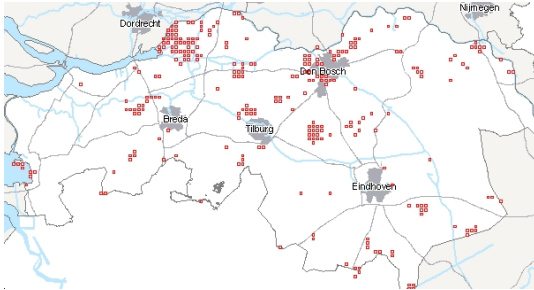 Nijmegen
Dordrecht
Den Bosch
Breda
Tilburg
Eindhoven